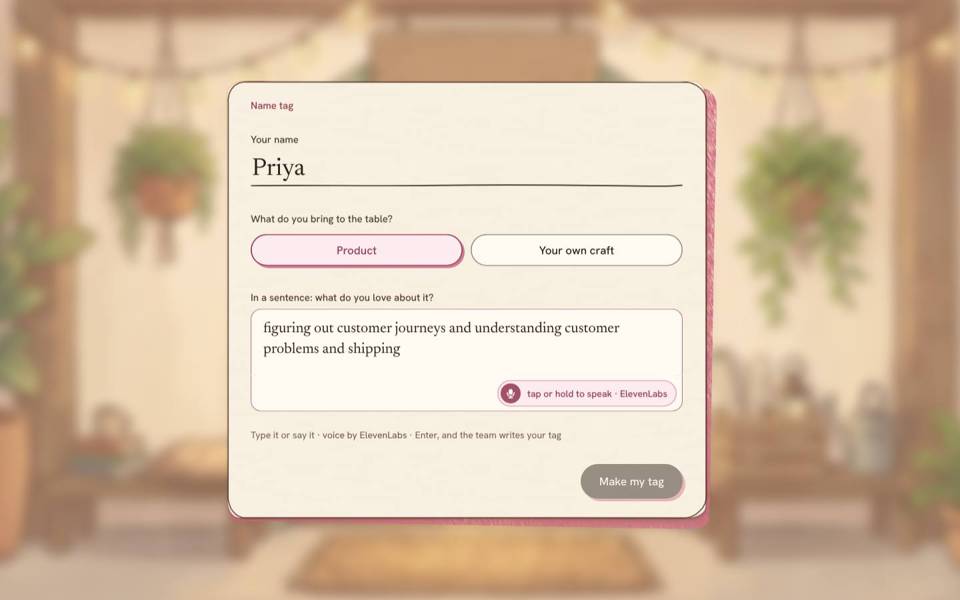 Name tag
Your name
Priya
What do you bring to the table?
Product
Your own craft
In a sentence: what do you love about it?
figuring out customer journeys and understanding customer
problems and shipping
tap or hold to speak · ElevenLabs
Type it or say it · voice by ElevenLabs · Enter, and the team writes your tag
Make my tag